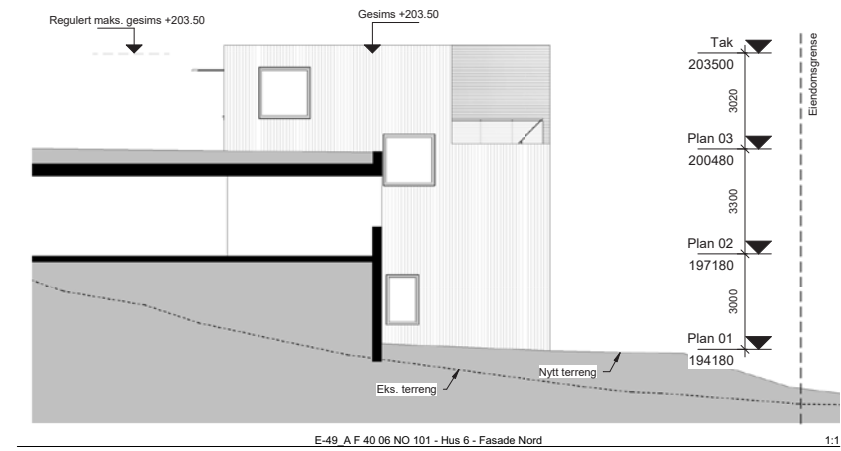 Regulert maks. gesims +203.50
Gesims +203.50
Tak
203500
Eiendomsgrense
3020
Plan 03
200480
3300
Plan 02
197180
3000
Plan 01
194180
Nytt terreng
Eks. terreng
E-49_A F 40 06 NO 101 - Hus 6 - Fasade Nord
1:1